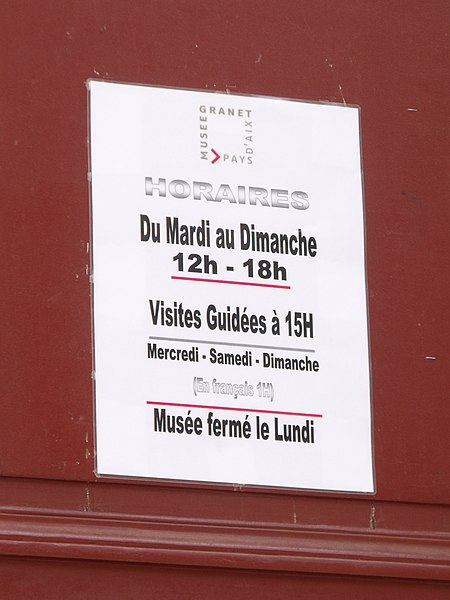 MUSEE GRANET
PAYS D'AIX
HORAIRES
Du Mardi au Dimanche
12h - 18h
Visites Guidées à 15H
Mercredi - Samedi - Dimanche
(En français 1H)
Musée fermé le Lundi